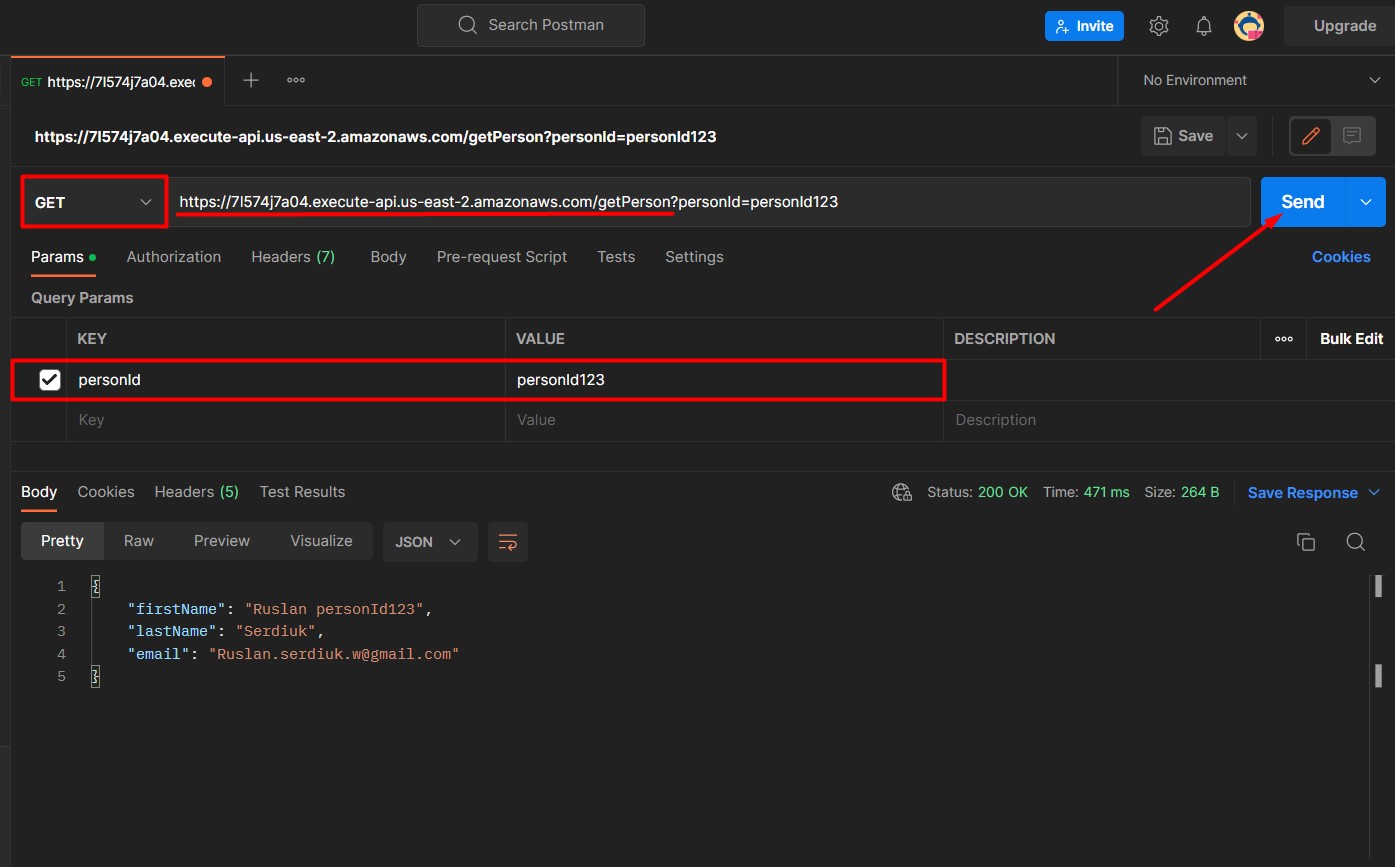 Search Postman
Invite
Upgrade
GET https://7l574j7a04.exec
No Environment
https://7l574j7a04.execute-api.us-east-2.amazonaws.com/getPerson?personId=personId123
Save
GET
https://7l574j7a04.execute-api.us-east-2.amazonaws.com/getPerson?personId=personId123
Send
Params Authorization Headers (7) Body Pre-request Script Tests Settings Cookies
Query Params
KEY VALUE DESCRIPTION Bulk Edit
personId personId123
Key Value Description
Body Cookies Headers (5) Test Results Status: 200 OK Time: 471 ms Size: 264 B Save Response
Pretty Raw Preview Visualize JSON
1 {
2 "firstName": "Ruslan personId123",
3 "lastName": "Serdiuk",
4 "email": "Ruslan.serdiuk.w@gmail.com"
5 }